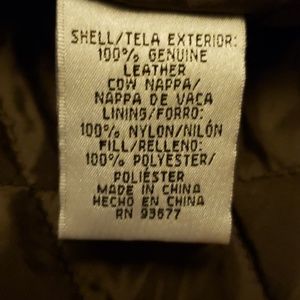 SHELL/TELA EXTERIOR:
100% GENUINE
LEATHER
COW NAPPA/
NAPPA DE VACA
LINING/FORRO:
100% NYLON/NILÓN
FILL/RELLENO:
100% POLYESTER/
POLIÉSTER
MADE IN CHINA
HECHO EN CHINA
RN 93677